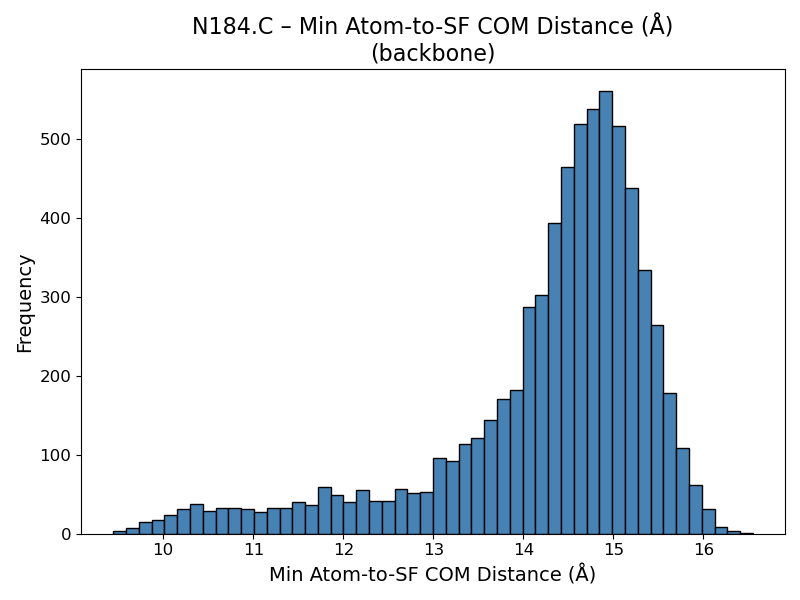 N184.C – Min Atom-to-SF COM Distance (Å)
(backbone)
500
400
300
200
100
0
Frequency
10 11 12 13 14 15 16
Min Atom-to-SF COM Distance (Å)